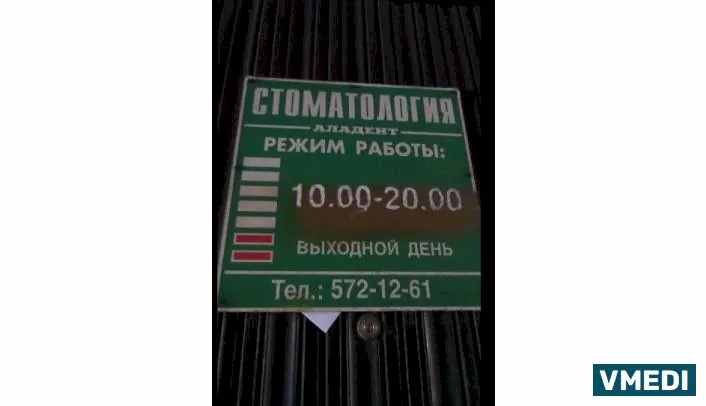 СТОМАТОЛОГИЯ
АЛАДЕНТ
РЕЖИМ РАБОТЫ:
10.00-20.00
ВЫХОДНОЙ ДЕНЬ
Тел.: 572-12-61
VMEDI